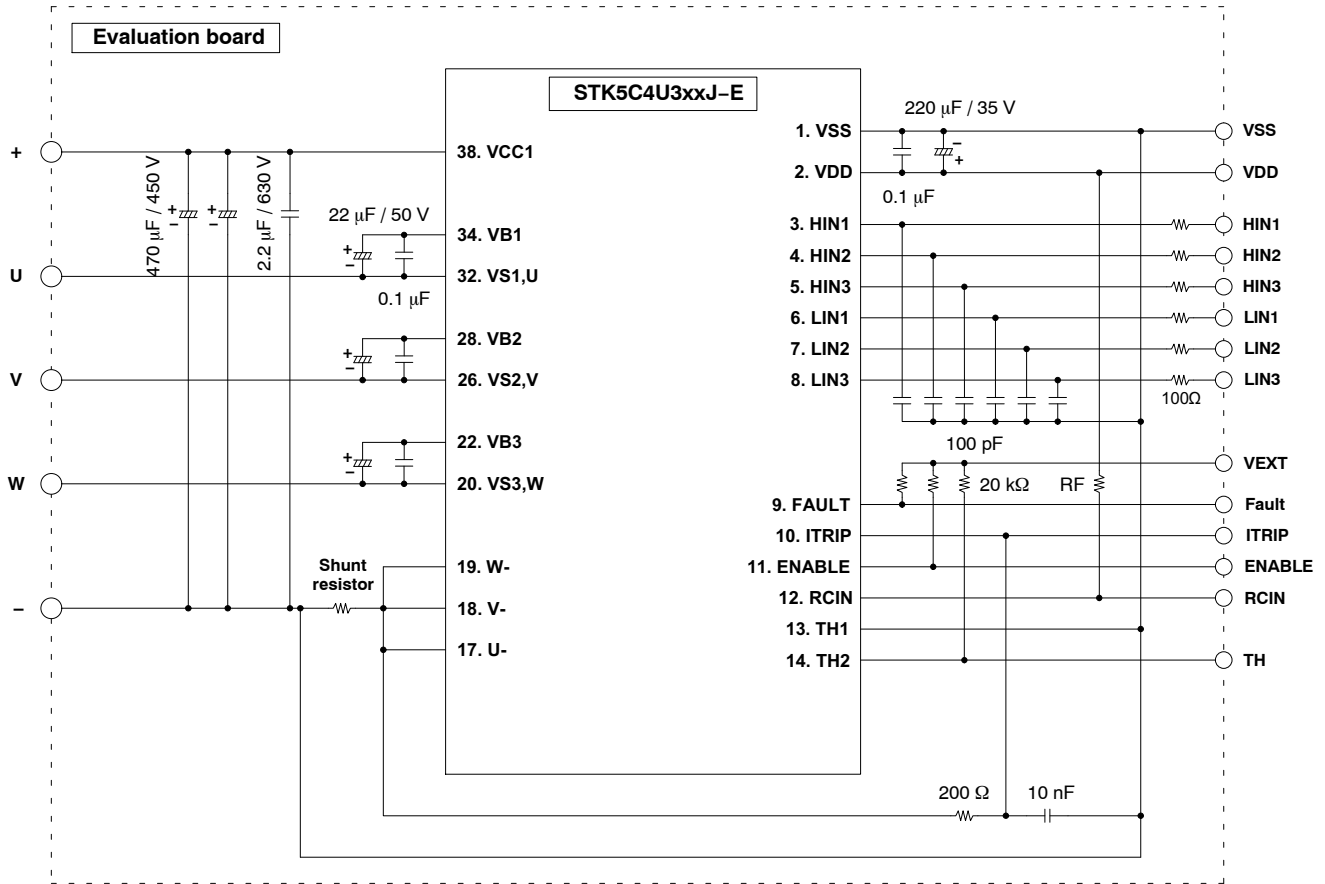 Evaluation board
STK5C4U3xxJ–E
+
U
V
W
–
470 µF / 450 V
+
–
+
–
2.2 µF / 630 V
22 µF / 50 V
+
–
0.1 µF
+
–
+
–
Shunt
resistor
38. VCC1
34. VB1
32. VS1,U
28. VB2
26. VS2,V
22. VB3
20. VS3,W
19. W-
18. V-
17. U-
1. VSS
2. VDD
3. HIN1
4. HIN2
5. HIN3
6. LIN1
7. LIN2
8. LIN3
9. FAULT
10. ITRIP
11. ENABLE
12. RCIN
13. TH1
14. TH2
220 µF / 35 V
–
+
0.1 µF
100Ω
100 pF
20 kΩ
RF
200 Ω
10 nF
VSS
VDD
HIN1
HIN2
HIN3
LIN1
LIN2
LIN3
VEXT
Fault
ITRIP
ENABLE
RCIN
TH